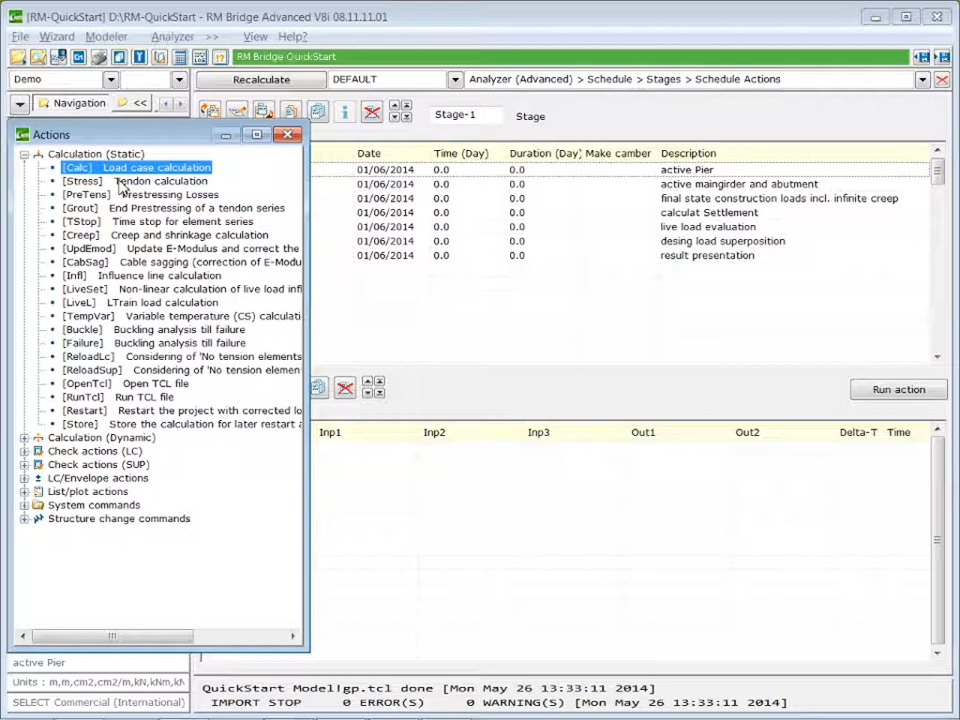 [RM-QuickStart] D:\RM-QuickStart - RM Bridge Advanced V8i 08.11.11.01
File Wizard Modeler Analyzer >> View Help?
RM Bridge QuickStart
Demo Recalculate DEFAULT Analyzer (Advanced) > Schedule > Stages > Schedule Actions
Navigation <<
Stage-1 Stage
Actions
Date Time (Day) Duration (Day) Make camber Description
01/06/2014 0.0 0.0 active Pier
01/06/2014 0.0 0.0 active maingirder and abutment
01/06/2014 0.0 0.0 final state construction loads incl. infinite creep
01/06/2014 0.0 0.0 calculat Settlement
01/06/2014 0.0 0.0 live load evaluation
01/06/2014 0.0 0.0 desing load superposition
01/06/2014 0.0 0.0 result presentation
Calculation (Static)
[Calc] Load case calculation
[Stress] Tendon calculation
[PreTens] Prestressing Losses
[Grout] End Prestressing of a tendon series
[TStop] Time stop for element series
[Creep] Creep and shrinkage calculation
[UpdEmod] Update E-Modulus and correct the
[CabSag] Cable sagging (correction of E-Modu
[Infl] Influence line calculation
[LiveSet] Non-linear calculation of live load infl
[LiveL] LTrain load calculation
[TempVar] Variable temperature (CS) calculati
[Buckle] Buckling analysis till failure
[Failure] Buckling analysis till failure
[ReloadLc] Considering of 'No tension elements
[ReloadSup] Considering of 'No tension elemen
[OpenTcl] Open TCL file
[RunTcl] Run TCL file
[Restart] Restart the project with corrected lo
[Store] Store the calculation for later restart a
Calculation (Dynamic)
Check actions (LC)
Check actions (SUP)
LC/Envelope actions
List/plot actions
System commands
Structure change commands
Run action
Inp1 Inp2 Inp3 Out1 Out2 Delta-T Time
active Pier
Units : m,m,cm2,cm2/m,kN,kNm,kN
SELECT Commercial (International)
QuickStart Model|gp.tcl done [Mon May 26 13:33:11 2014]
IMPORT STOP 0 ERROR(S) 0 WARNING(S) [Mon May 26 13:33:11 2014]